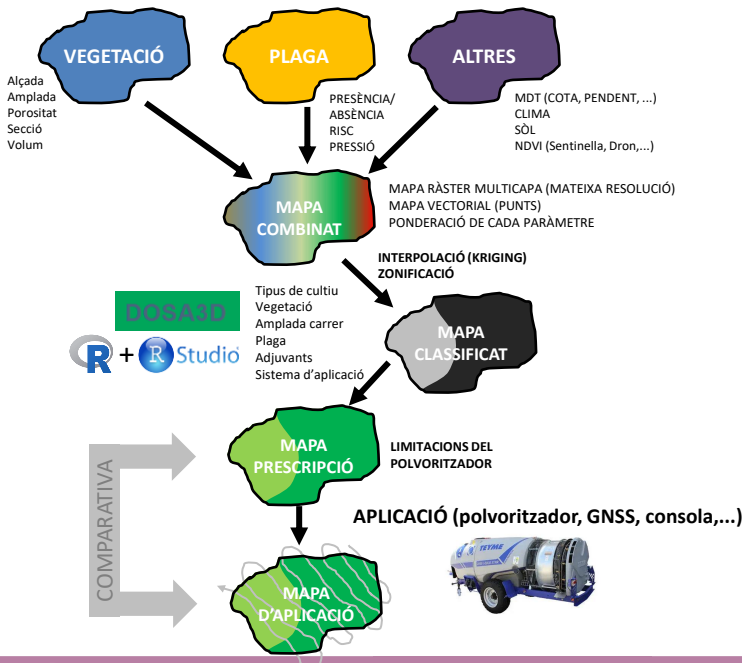 VEGETACIÓ
PLAGA
ALTRES
Alçada
Amplada
Porositat
Secció
Volum
PRESÈNCIA/
ABSÈNCIA
RISC
PRESSIÓ
MDT (COTA, PENDENT, ...)
CLIMA
SÒL
NDVI (Sentinella, Dron,...)
MAPA
COMBINAT
MAPA RÀSTER MULTICAPA (MATEIXA RESOLUCIÓ)
MAPA VECTORIAL (PUNTS)
PONDERACIÓ DE CADA PARÀMETRE
INTERPOLACIÓ (KRIGING)
ZONIFICACIÓ
DOSA3D
R + R Studio
Tipus de cultiu
Vegetació
Amplada carrer
Plaga
Adjuvants
Sistema d'aplicació
MAPA
CLASSIFICAT
MAPA
PRESCRIPCIÓ
LIMITACIONS DEL
POLVORITZADOR
COMPARATIVA
APLICACIÓ (polvoritzador, GNSS, consola,...)
TEYME
MAPA
D'APLICACIÓ